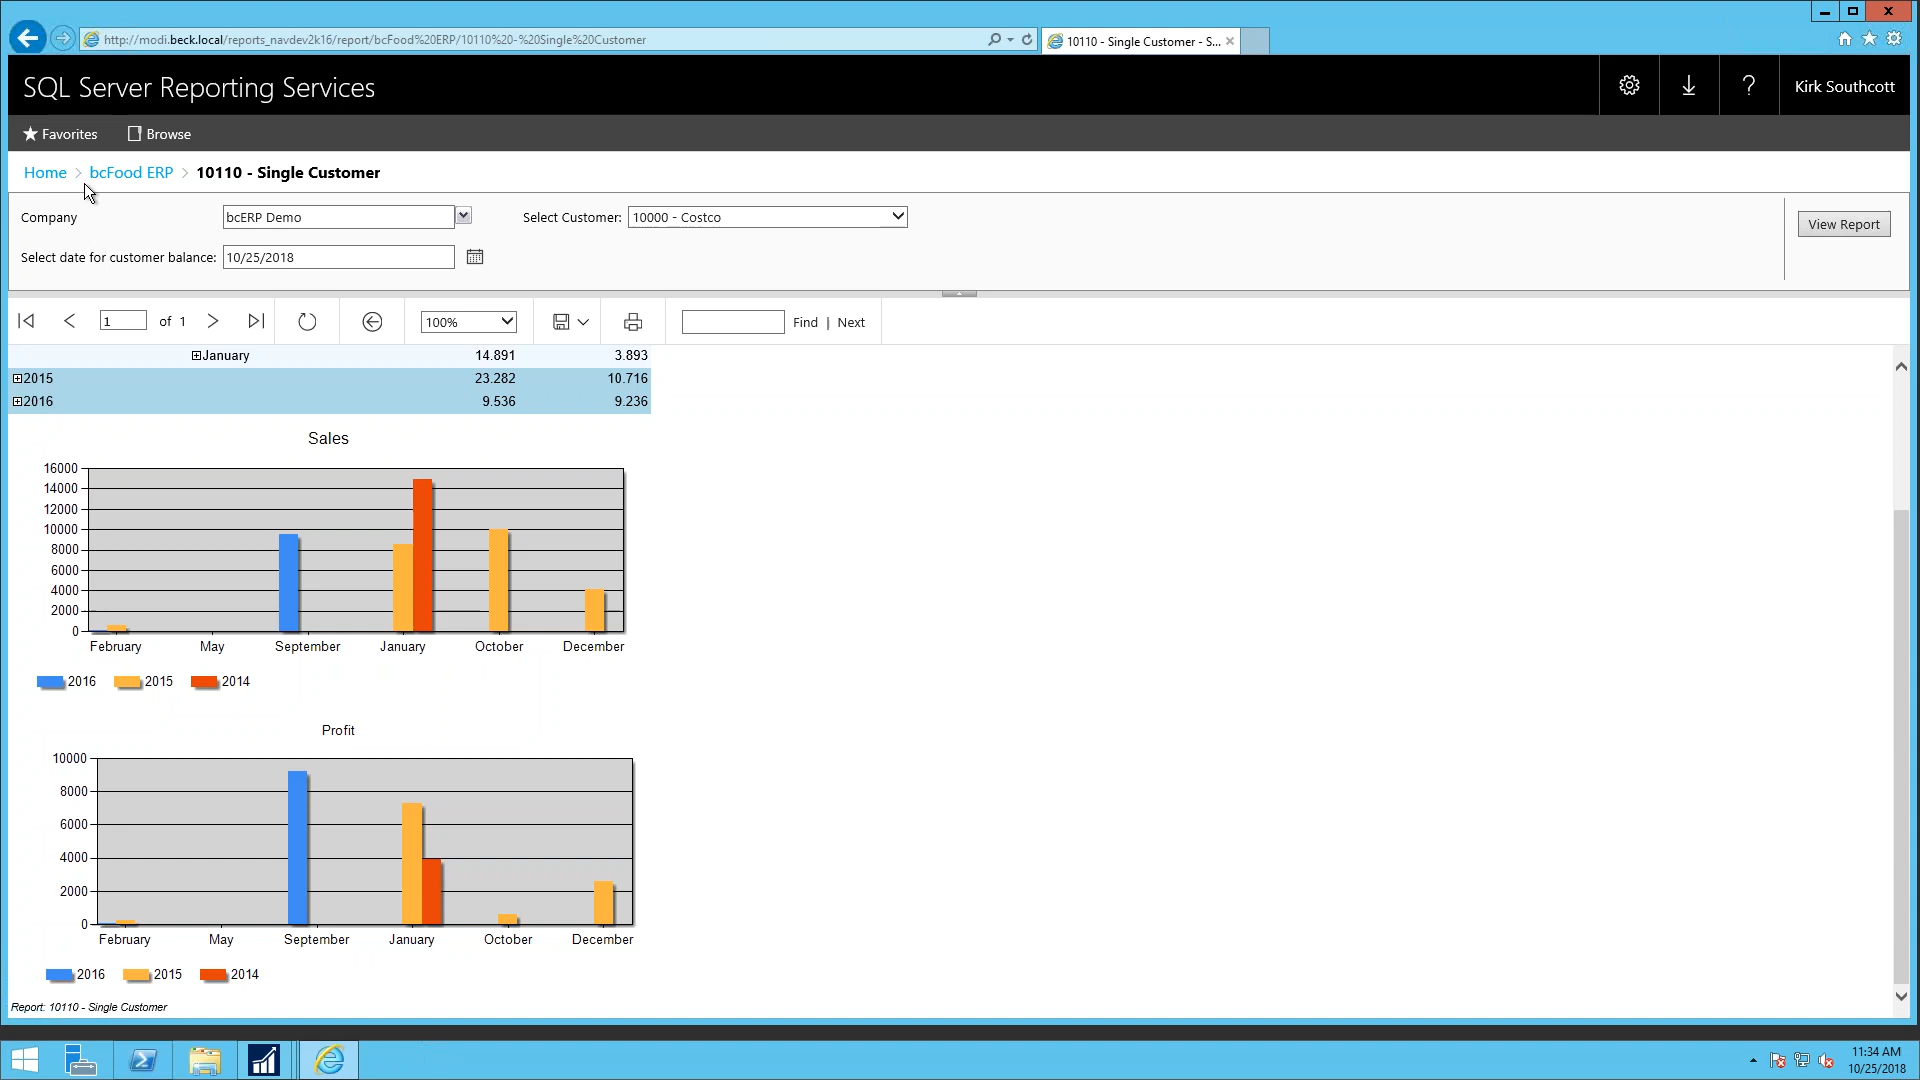 http://modi.beck.local/reports_navdev2k16/report/bcFood%20ERP/10110%20-%20Single%20Customer
10110 - Single Customer - S...
SQL Server Reporting Services
Kirk Southcott
Favorites Browse
Home > bcFood ERP > 10110 - Single Customer
Company bcERP Demo Select Customer: 10000 - Costco View Report
Select date for customer balance: 10/25/2018
1 of 1 100% Find | Next
January 14.891 3.893
2015 23.282 10.716
2016 9.536 9.236
Sales
16000
14000
12000
10000
8000
6000
4000
2000
0
February May September January October December
2016 2015 2014
Profit
10000
8000
6000
4000
2000
0
February May September January October December
2016 2015 2014
Report: 10110 - Single Customer
11:34 AM
10/25/2018